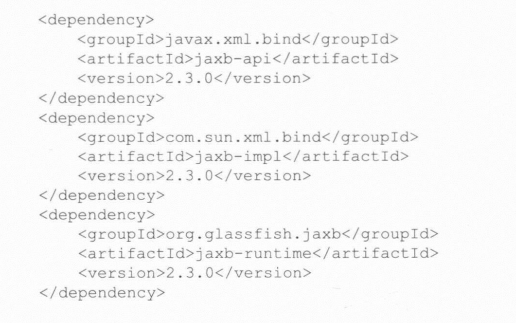 <dependency>
    <groupId>javax.xml.bind</groupId>
    <artifactId>jaxb-api</artifactId>
    <version>2.3.0</version>
</dependency>
<dependency>
    <groupId>com.sun.xml.bind</groupId>
    <artifactId>jaxb-impl</artifactId>
    <version>2.3.0</version>
</dependency>
<dependency>
    <groupId>org.glassfish.jaxb</groupId>
    <artifactId>jaxb-runtime</artifactId>
    <version>2.3.0</version>
</dependency>